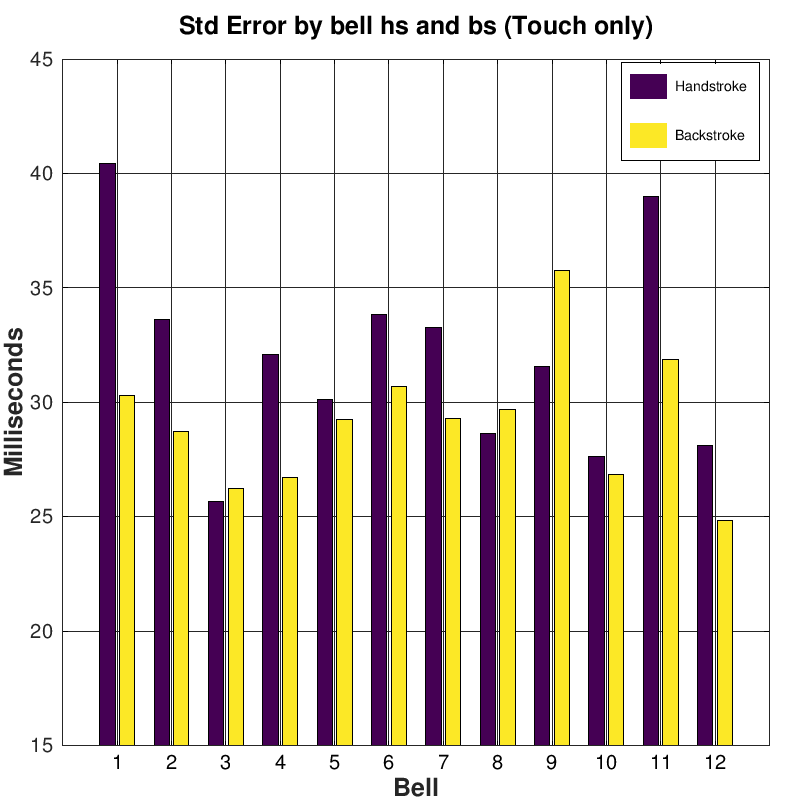 Std Error by bell hs and bs (Touch only)
45
40
35
30
25
20
15
Milliseconds
Handstroke
Backstroke
1 2 3 4 5 6 7 8 9 10 11 12
Bell